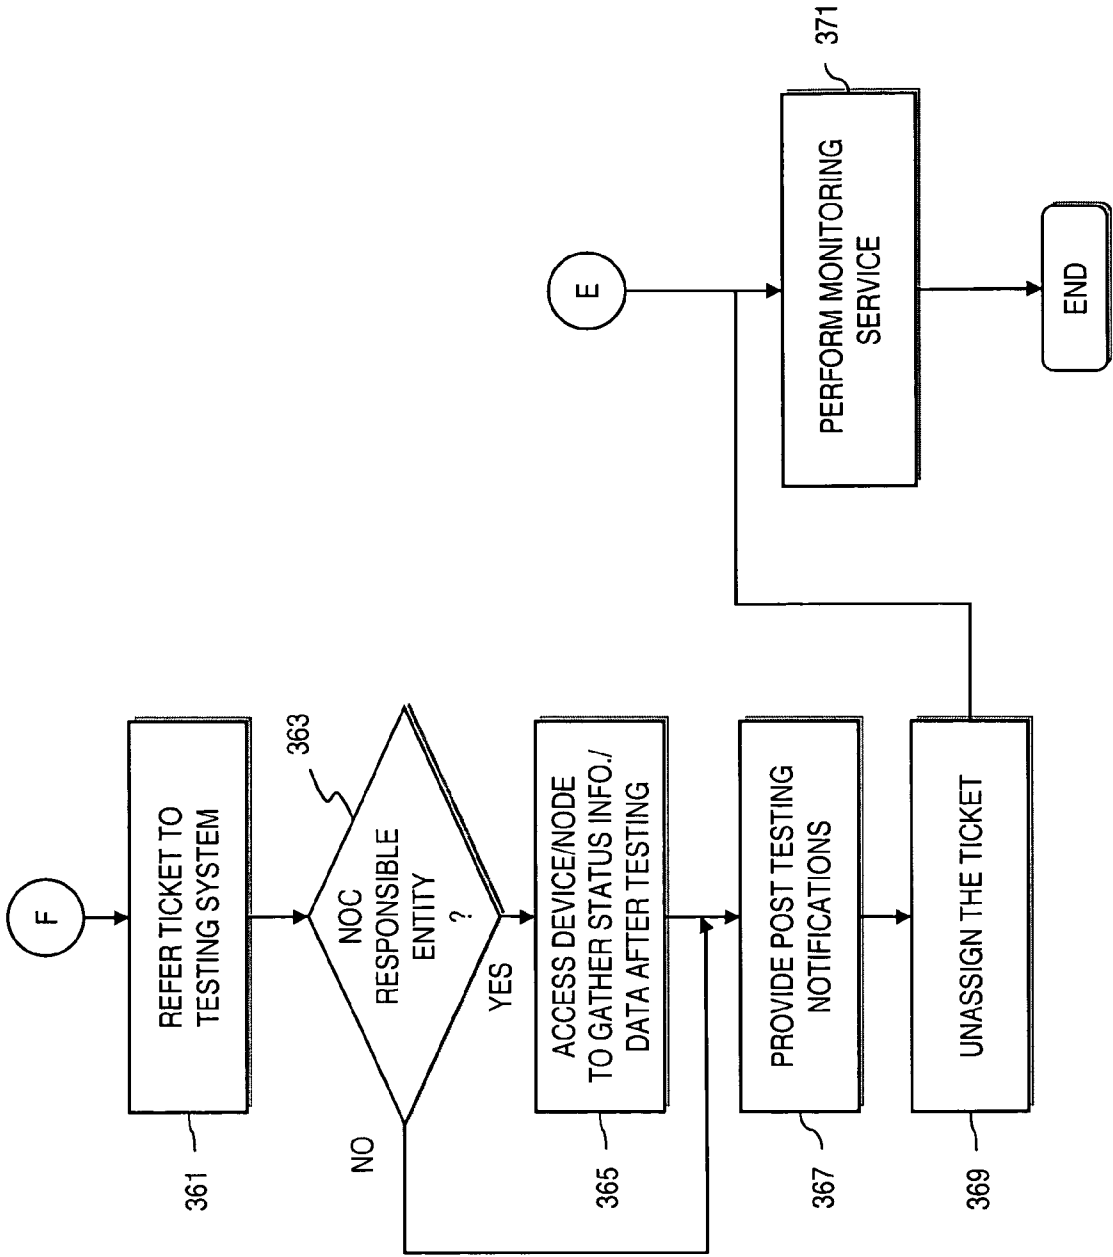 F
REFER TICKET TO
TESTING SYSTEM
361
NOC
RESPONSIBLE
ENTITY
?
363
NO
YES
ACCESS DEVICE/NODE
TO GATHER STATUS INFO./
DATA AFTER TESTING
365
PROVIDE POST TESTING
NOTIFICATIONS
367
UNASSIGN THE TICKET
369
E
PERFORM MONITORING
SERVICE
371
END